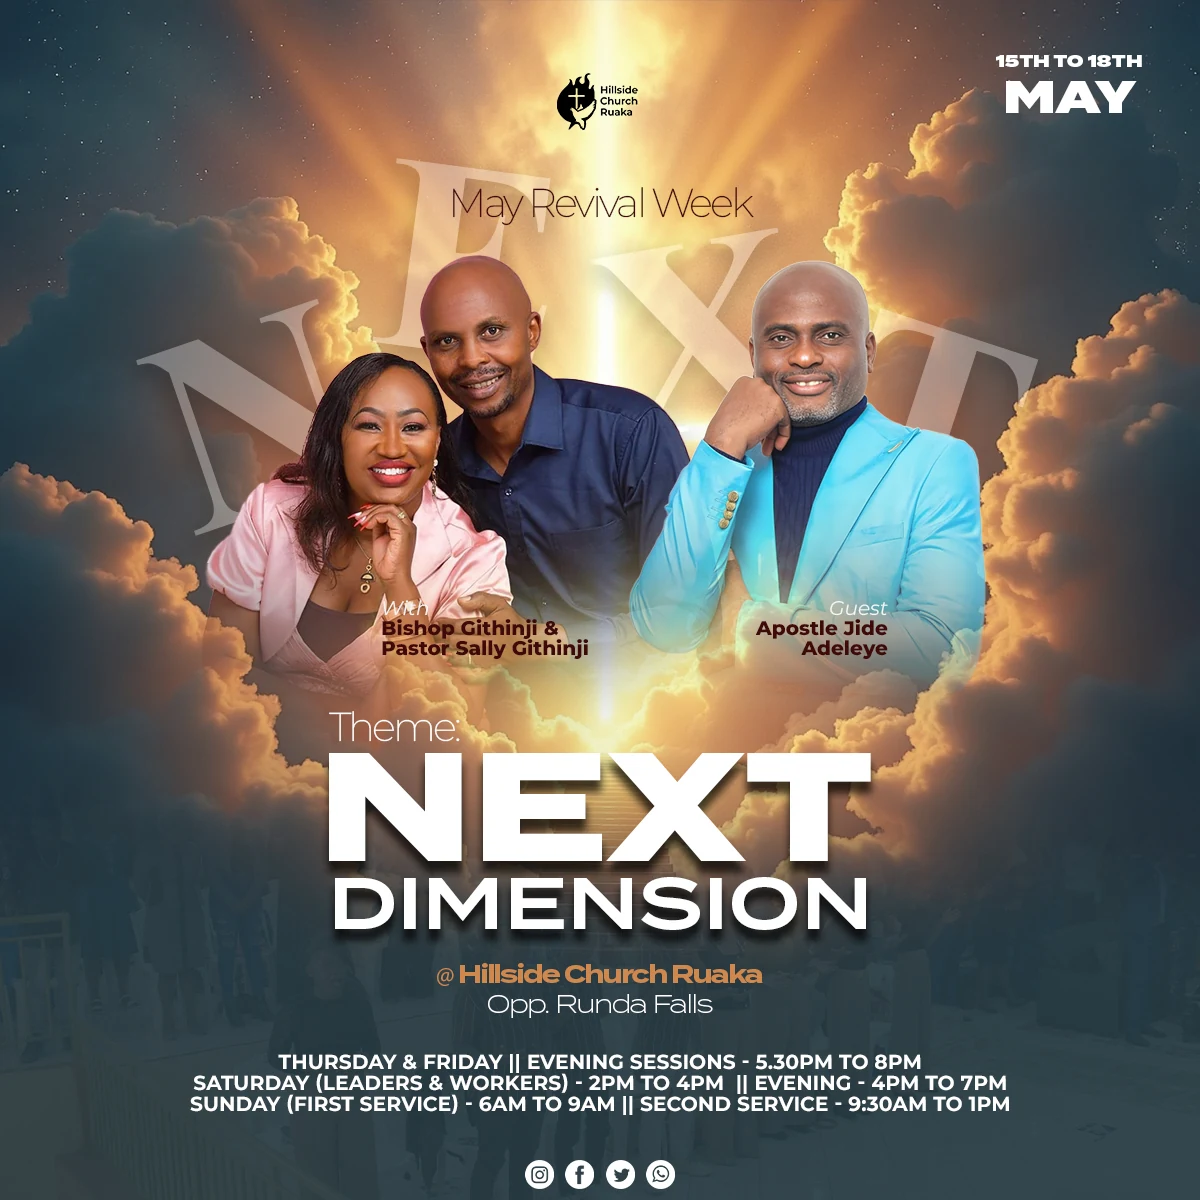 15TH TO 18TH
MAY
Hillside
Church
Ruaka
May Revival Week
NEXT
With
Bishop Githinji &
Pastor Sally Githinji
Guest
Apostle Jide
Adeleye
Theme:
NEXT
DIMENSION
@ Hillside Church Ruaka
Opp. Runda Falls
THURSDAY & FRIDAY || EVENING SESSIONS - 5.30PM TO 8PM
SATURDAY (LEADERS & WORKERS) - 2PM TO 4PM || EVENING - 4PM TO 7PM
SUNDAY (FIRST SERVICE) - 6AM TO 9AM || SECOND SERVICE - 9:30AM TO 1PM